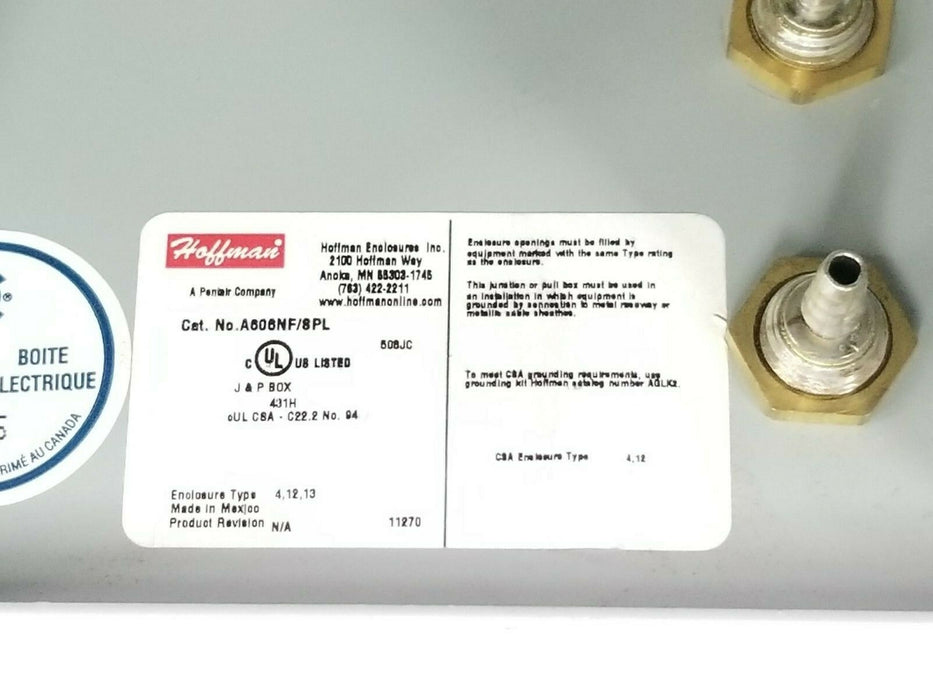 Hoffman
A Pentair Company
Hoffman Enclosures Inc.
2100 Hoffman Way
Anoka, MN 55303-1745
(763) 422-2211
www.hoffmanonline.com
Cat. No.A606NF/8PL
508JC
C UL US LISTED
J & P BOX
431H
cUL CSA - C22.2 No. 94
Enclosure Type 4,12,13
Made in Mexico
Product Revision N/A
11270
Enclosure openings must be filled by
equipment marked with the same Type rating
as the enclosure.
This junction or pull box must be used in
an installation in which equipment is
grounded by connection to metal raceway or
metallic cable sheathes.
To meet CSA grounding requirements, use
grounding kit Hoffman catalog number AGLK2.
CSA Enclosure Type 4,12
®
BOITE
LECTRIQUE
5
RIMÉ AU CANADA